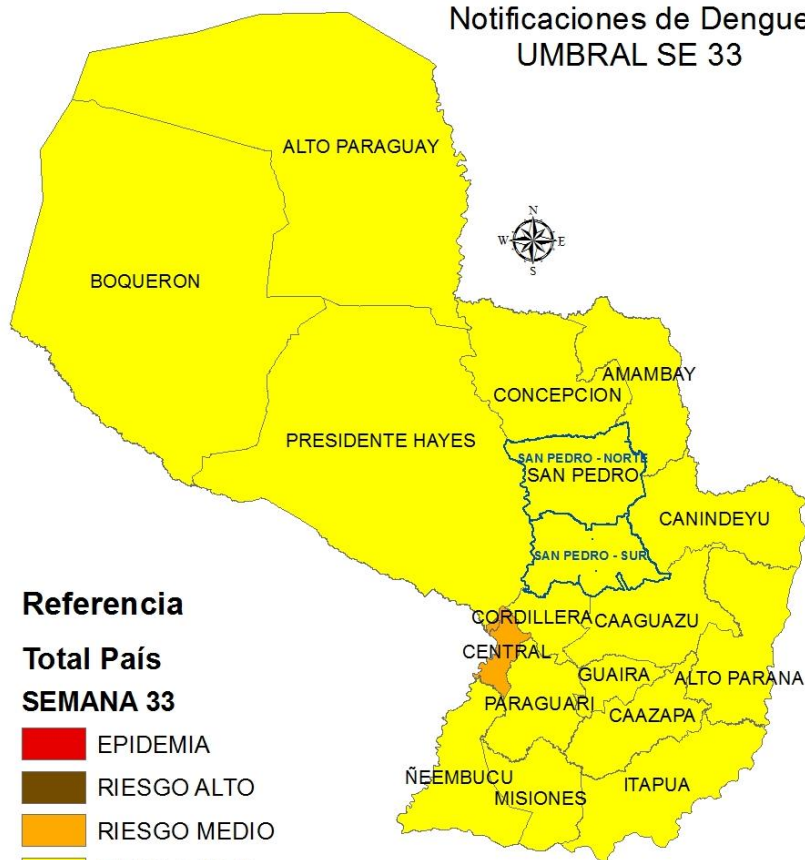 Notificaciones de Dengue
UMBRAL SE 33
ALTO PARAGUAY
N
W E
S
BOQUERON
AMAMBAY
CONCEPCION
PRESIDENTE HAYES
SAN PEDRO - NORTE
SAN PEDRO
CANINDEYU
SAN PEDRO - SUR
Referencia
CORDILLERA
CAAGUAZU
Total País
CENTRAL
GUAIRA
ALTO PARANA
SEMANA 33
PARAGUARI
CAAZAPA
EPIDEMIA
ÑEEMBUCU
ITAPUA
RIESGO ALTO
MISIONES
RIESGO MEDIO